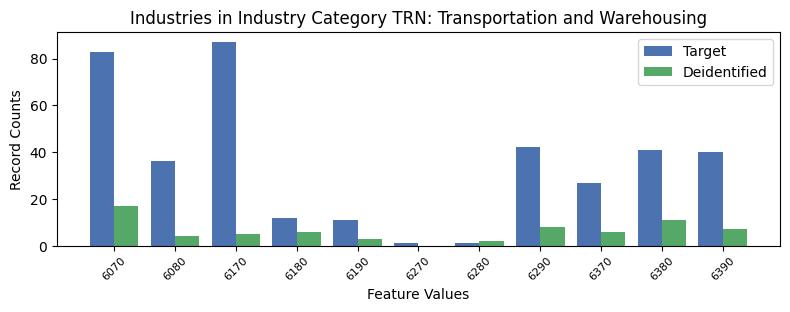 Industries in Industry Category TRN: Transportation and Warehousing
Target
Deidentified
Record Counts
80
60
40
20
0
6070 6080 6170 6180 6190 6270 6280 6290 6370 6380 6390
Feature Values